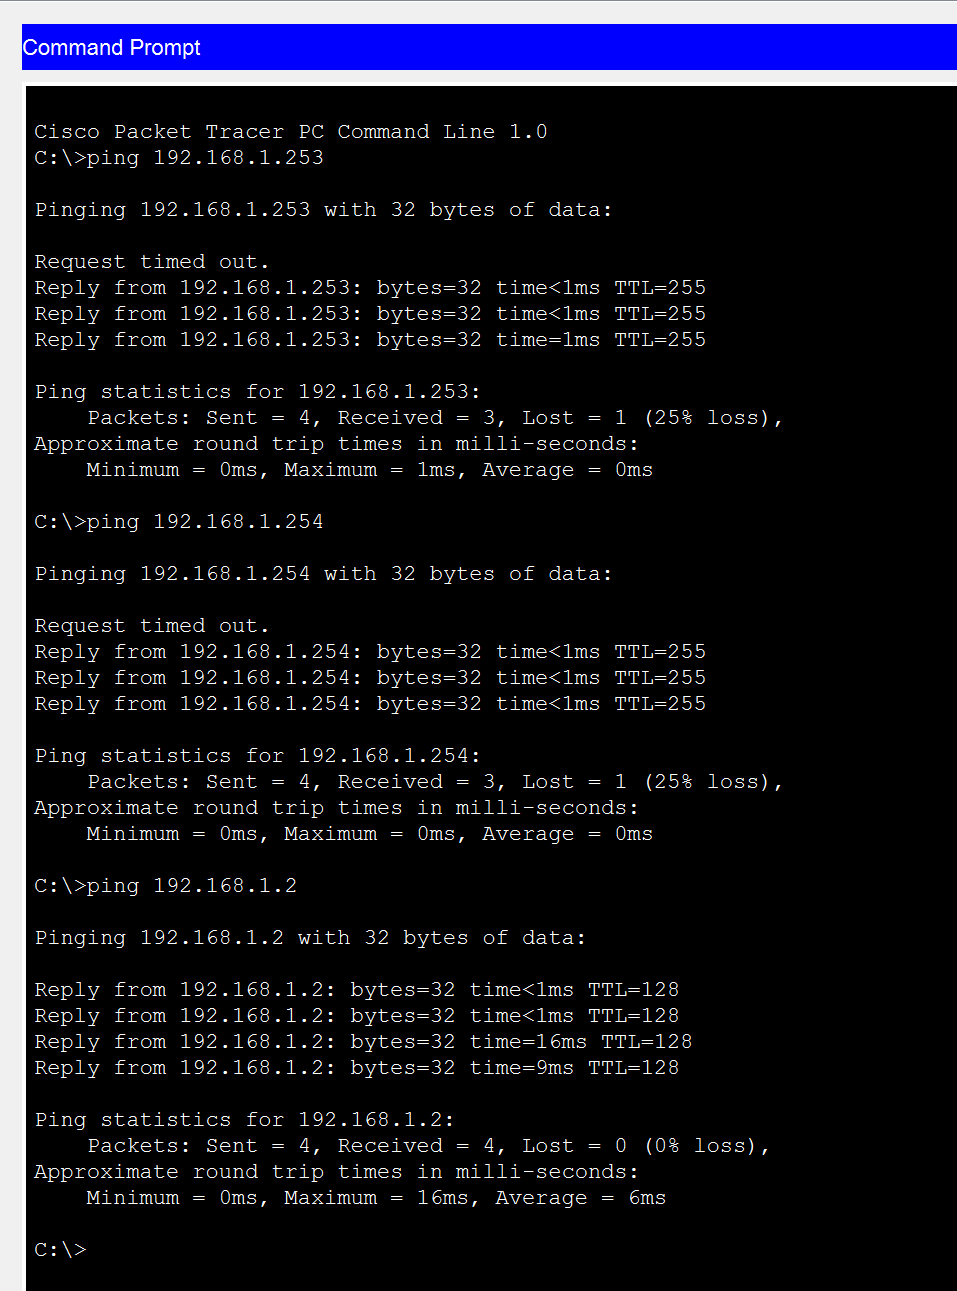 Command Prompt
Cisco Packet Tracer PC Command Line 1.0
C:\>ping 192.168.1.253
Pinging 192.168.1.253 with 32 bytes of data:
Request timed out.
Reply from 192.168.1.253: bytes=32 time<1ms TTL=255
Reply from 192.168.1.253: bytes=32 time<1ms TTL=255
Reply from 192.168.1.253: bytes=32 time=1ms TTL=255
Ping statistics for 192.168.1.253:
    Packets: Sent = 4, Received = 3, Lost = 1 (25% loss),
Approximate round trip times in milli-seconds:
    Minimum = 0ms, Maximum = 1ms, Average = 0ms
C:\>ping 192.168.1.254
Pinging 192.168.1.254 with 32 bytes of data:
Request timed out.
Reply from 192.168.1.254: bytes=32 time<1ms TTL=255
Reply from 192.168.1.254: bytes=32 time<1ms TTL=255
Reply from 192.168.1.254: bytes=32 time<1ms TTL=255
Ping statistics for 192.168.1.254:
    Packets: Sent = 4, Received = 3, Lost = 1 (25% loss),
Approximate round trip times in milli-seconds:
    Minimum = 0ms, Maximum = 0ms, Average = 0ms
C:\>ping 192.168.1.2
Pinging 192.168.1.2 with 32 bytes of data:
Reply from 192.168.1.2: bytes=32 time<1ms TTL=128
Reply from 192.168.1.2: bytes=32 time<1ms TTL=128
Reply from 192.168.1.2: bytes=32 time=16ms TTL=128
Reply from 192.168.1.2: bytes=32 time=9ms TTL=128
Ping statistics for 192.168.1.2:
    Packets: Sent = 4, Received = 4, Lost = 0 (0% loss),
Approximate round trip times in milli-seconds:
    Minimum = 0ms, Maximum = 16ms, Average = 6ms
C:\>